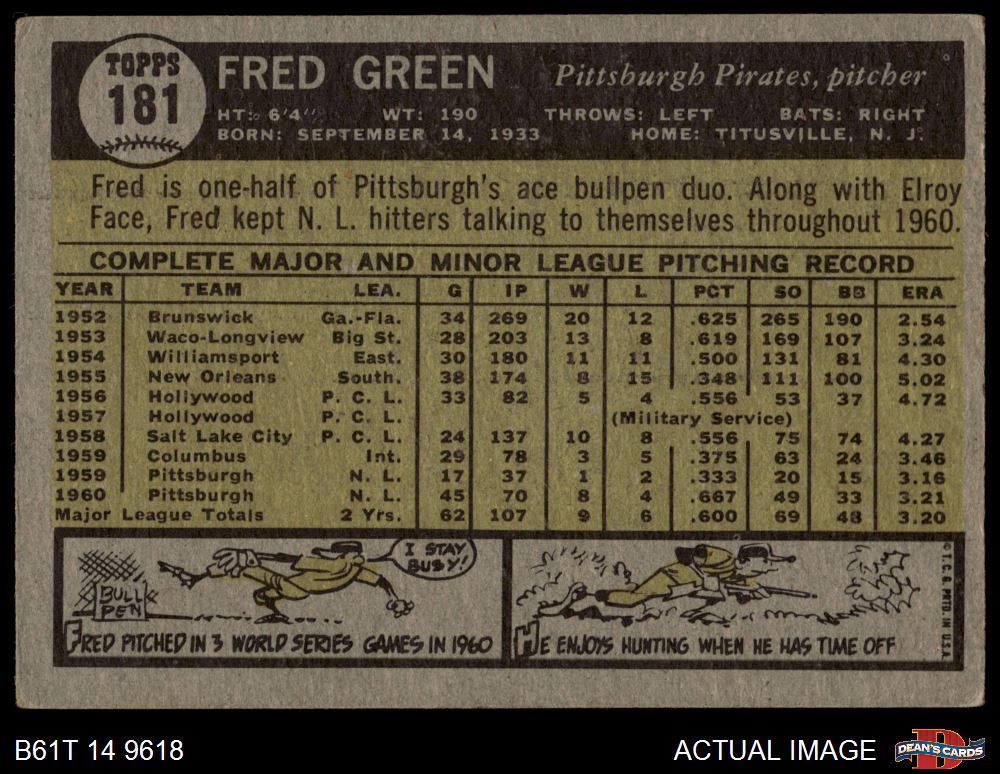 TOPPS
181
FRED GREEN
Pittsburgh Pirates, pitcher
HT: 6'4" WT: 190 THROWS: LEFT BATS: RIGHT
BORN: SEPTEMBER 14, 1933 HOME: TITUSVILLE, N. J.
Fred is one-half of Pittsburgh's ace bullpen duo. Along with Elroy
Face, Fred kept N. L. hitters talking to themselves throughout 1960.
COMPLETE MAJOR AND MINOR LEAGUE PITCHING RECORD
YEAR TEAM LEA. G IP W L PCT SO BB ERA
1952 Brunswick Ga.-Fla. 34 269 20 12 .625 265 190 2.54
1953 Waco-Longview Big St. 28 203 13 8 .619 169 107 3.24
1954 Williamsport East. 30 180 11 11 .500 131 81 4.30
1955 New Orleans South. 38 174 8 15 .348 111 100 5.02
1956 Hollywood P. C. L. 33 82 5 4 .556 53 37 4.72
1957 Hollywood P. C. L. (Military Service)
1958 Salt Lake City P. C. L. 24 137 10 8 .556 75 74 4.27
1959 Columbus Int. 29 78 3 5 .375 63 24 3.46
1959 Pittsburgh N. L. 17 37 1 2 .333 20 15 3.16
1960 Pittsburgh N. L. 45 70 8 4 .667 49 33 3.21
Major League Totals 2 Yrs. 62 107 9 6 .600 69 48 3.20
I STAY
BUSY!
BULL
PEN
FRED PITCHED IN 3 WORLD SERIES GAMES IN 1960
HE ENJOYS HUNTING WHEN HE HAS TIME OFF
© T.C.G. PRTD. IN U.S.A.
B61T 14 9618
ACTUAL IMAGE
DEAN'S CARDS